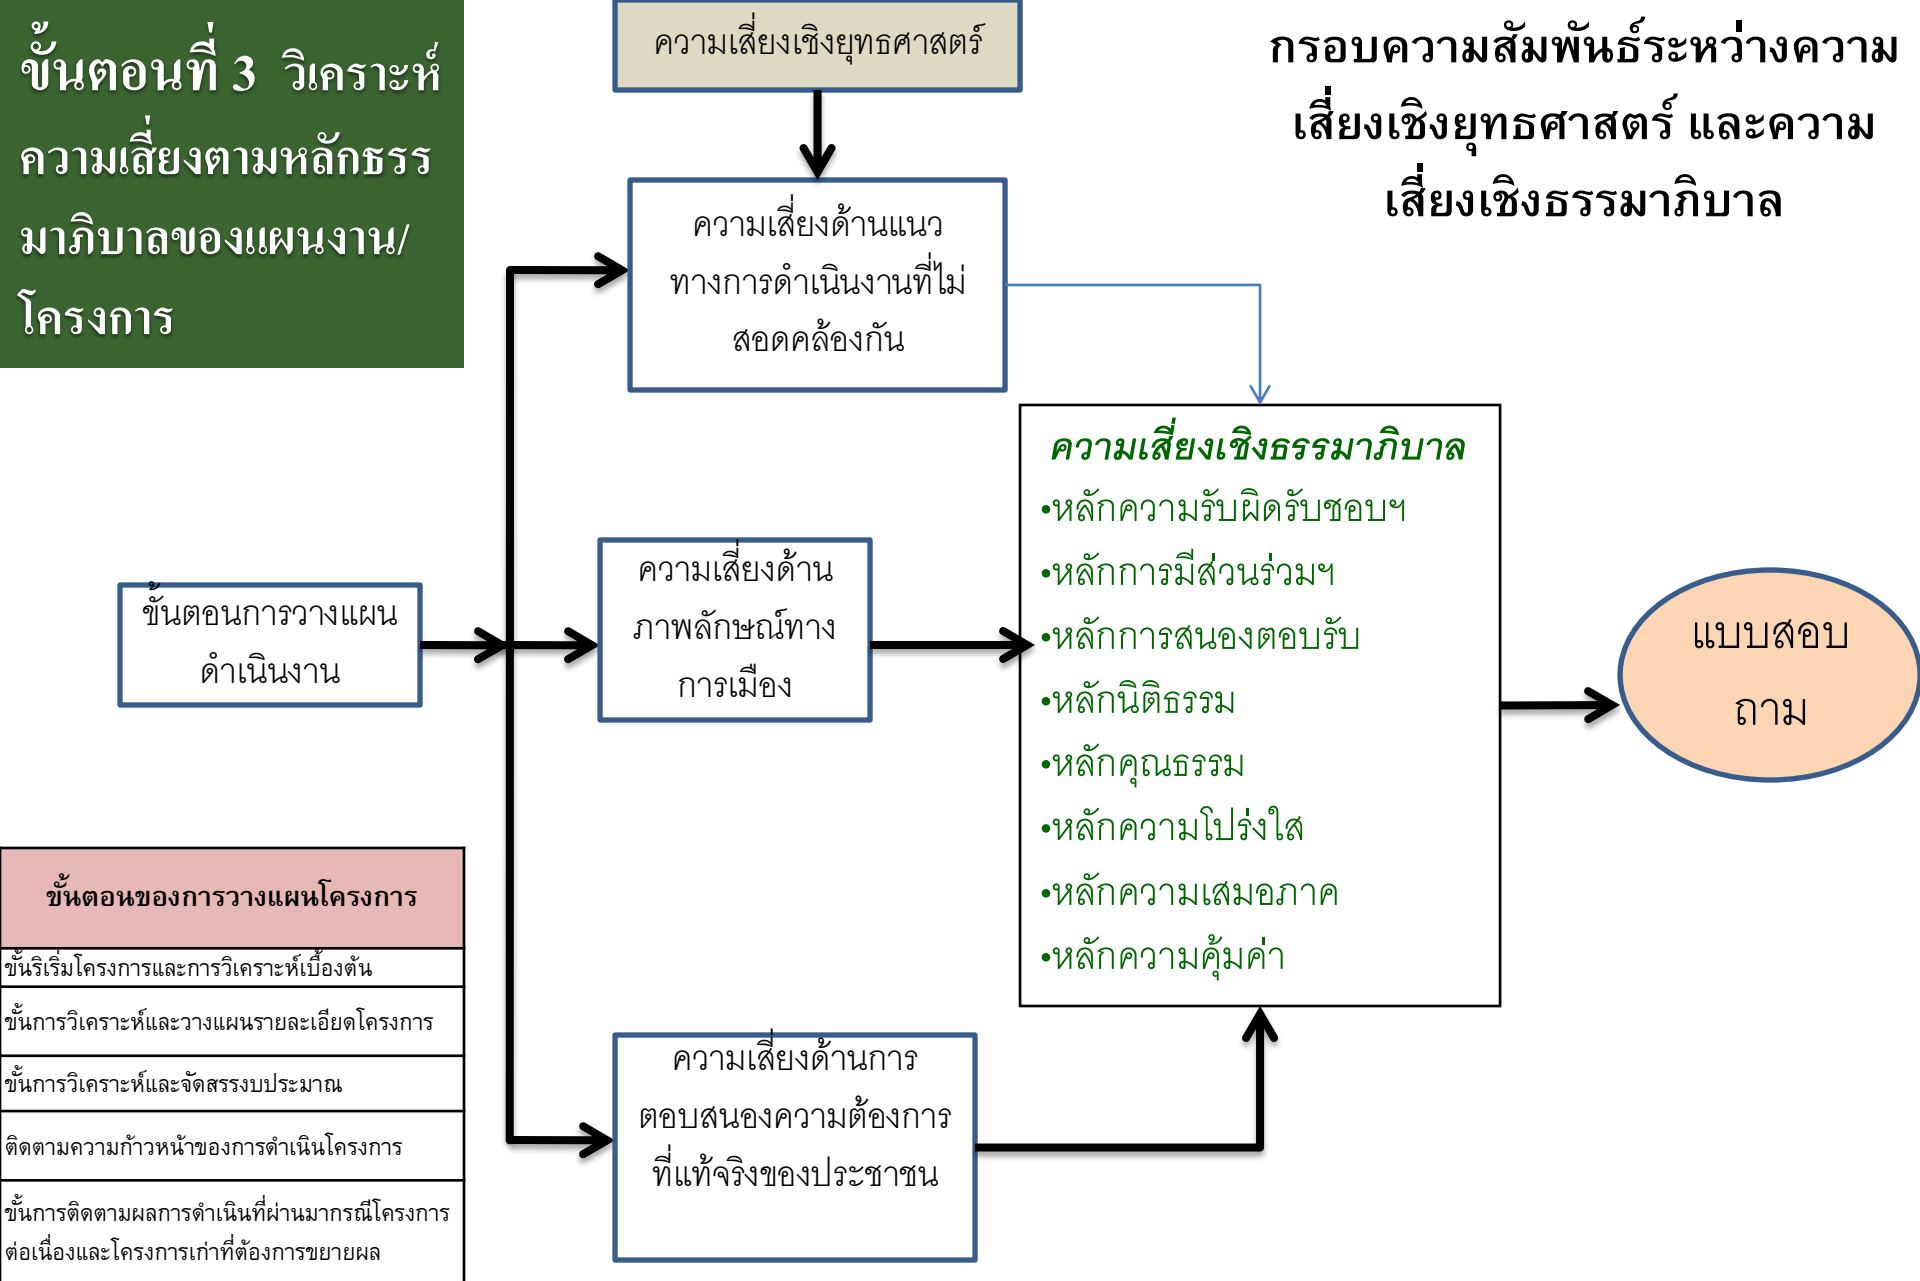 ขั้นตอนที่ 3 วิเคราะห์
ความเสี่ยงตามหลักธรร
มาภิบาลของแผนงาน/
โครงการ
ความเสี่ยงเชิงยุทธศาสตร์
กรอบความสัมพันธ์ระหว่างความ
เสี่ยงเชิงยุทธศาสตร์ และความ
เสี่ยงเชิงธรรมาภิบาล
ความเสี่ยงด้านแนว
ทางการดำเนินงานที่ไม่
สอดคล้องกัน
ขั้นตอนการวางแผน
ดำเนินงาน
ความเสี่ยงด้าน
ภาพลักษณ์ทาง
การเมือง
ความเสี่ยงด้านการ
ตอบสนองความต้องการ
ที่แท้จริงของประชาชน
ความเสี่ยงเชิงธรรมาภิบาล
•หลักความรับผิดรับชอบฯ
•หลักการมีส่วนร่วมฯ
•หลักการสนองตอบรับ
•หลักนิติธรรม
•หลักคุณธรรม
•หลักความโปร่งใส
•หลักความเสมอภาค
•หลักความคุ้มค่า
แบบสอบ
ถาม
ขั้นตอนของการวางแผนโครงการ
ขั้นริเริ่มโครงการและการวิเคราะห์เบื้องต้น
ขั้นการวิเคราะห์และวางแผนรายละเอียดโครงการ
ขั้นการวิเคราะห์และจัดสรรงบประมาณ
ติดตามความก้าวหน้าของการดำเนินโครงการ
ขั้นการติดตามผลการดำเนินที่ผ่านมากรณีโครงการ
ต่อเนื่องและโครงการเก่าที่ต้องการขยายผล